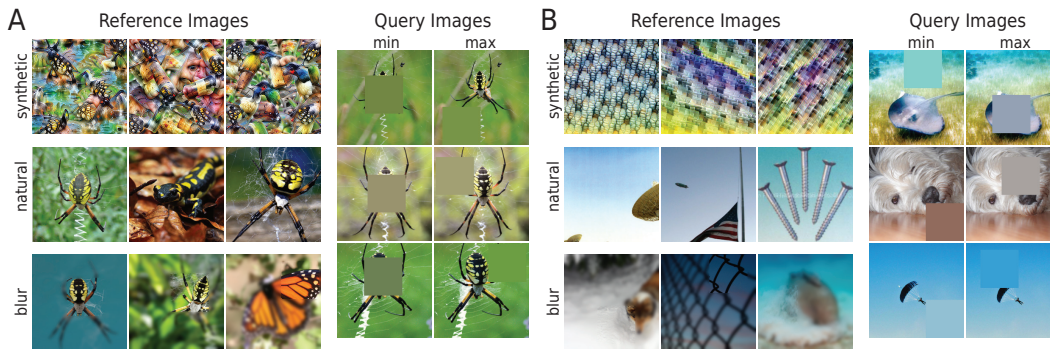 A
Reference Images
Query Images
min
max
synthetic
natural
blur
B
Reference Images
Query Images
min
max
synthetic
natural
blur